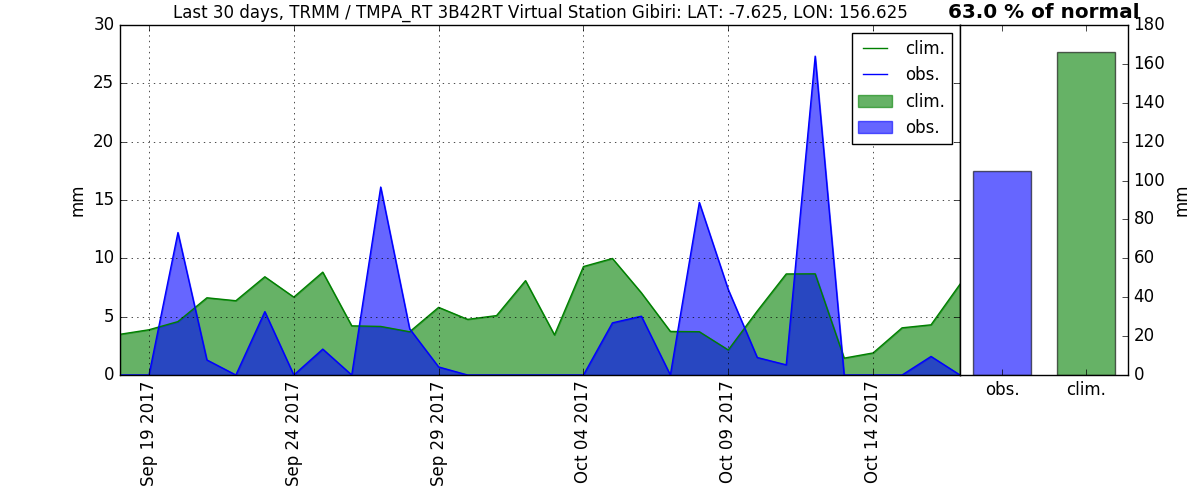 Last 30 days, TRMM / TMPA_RT 3B42RT Virtual Station Gibiri: LAT: -7.625, LON: 156.625
63.0 % of normal
30
25
20
15
10
5
0
mm
clim.
obs.
clim.
obs.
180
160
140
120
100
80
60
40
20
0
mm
Sep 19 2017
Sep 24 2017
Sep 29 2017
Oct 04 2017
Oct 09 2017
Oct 14 2017
obs.
clim.